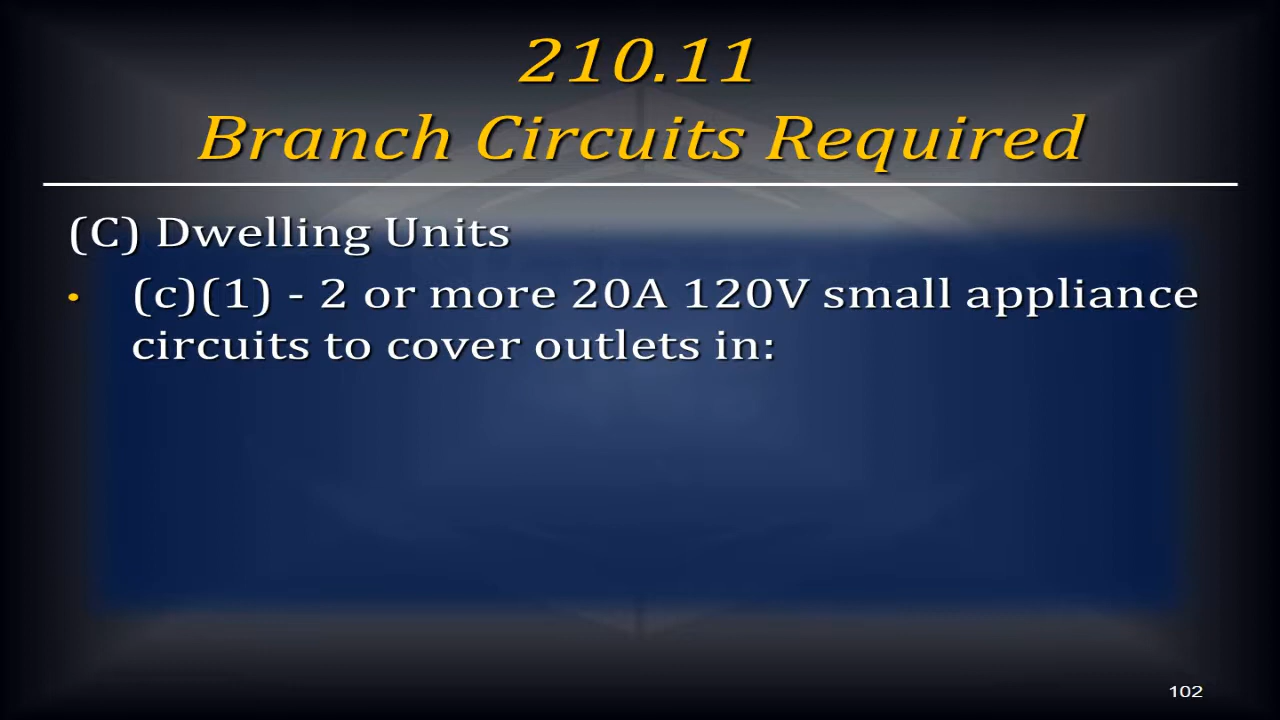 210.11
Branch Circuits Required
(C) Dwelling Units
• (c)(1) - 2 or more 20A 120V small appliance
circuits to cover outlets in:
102